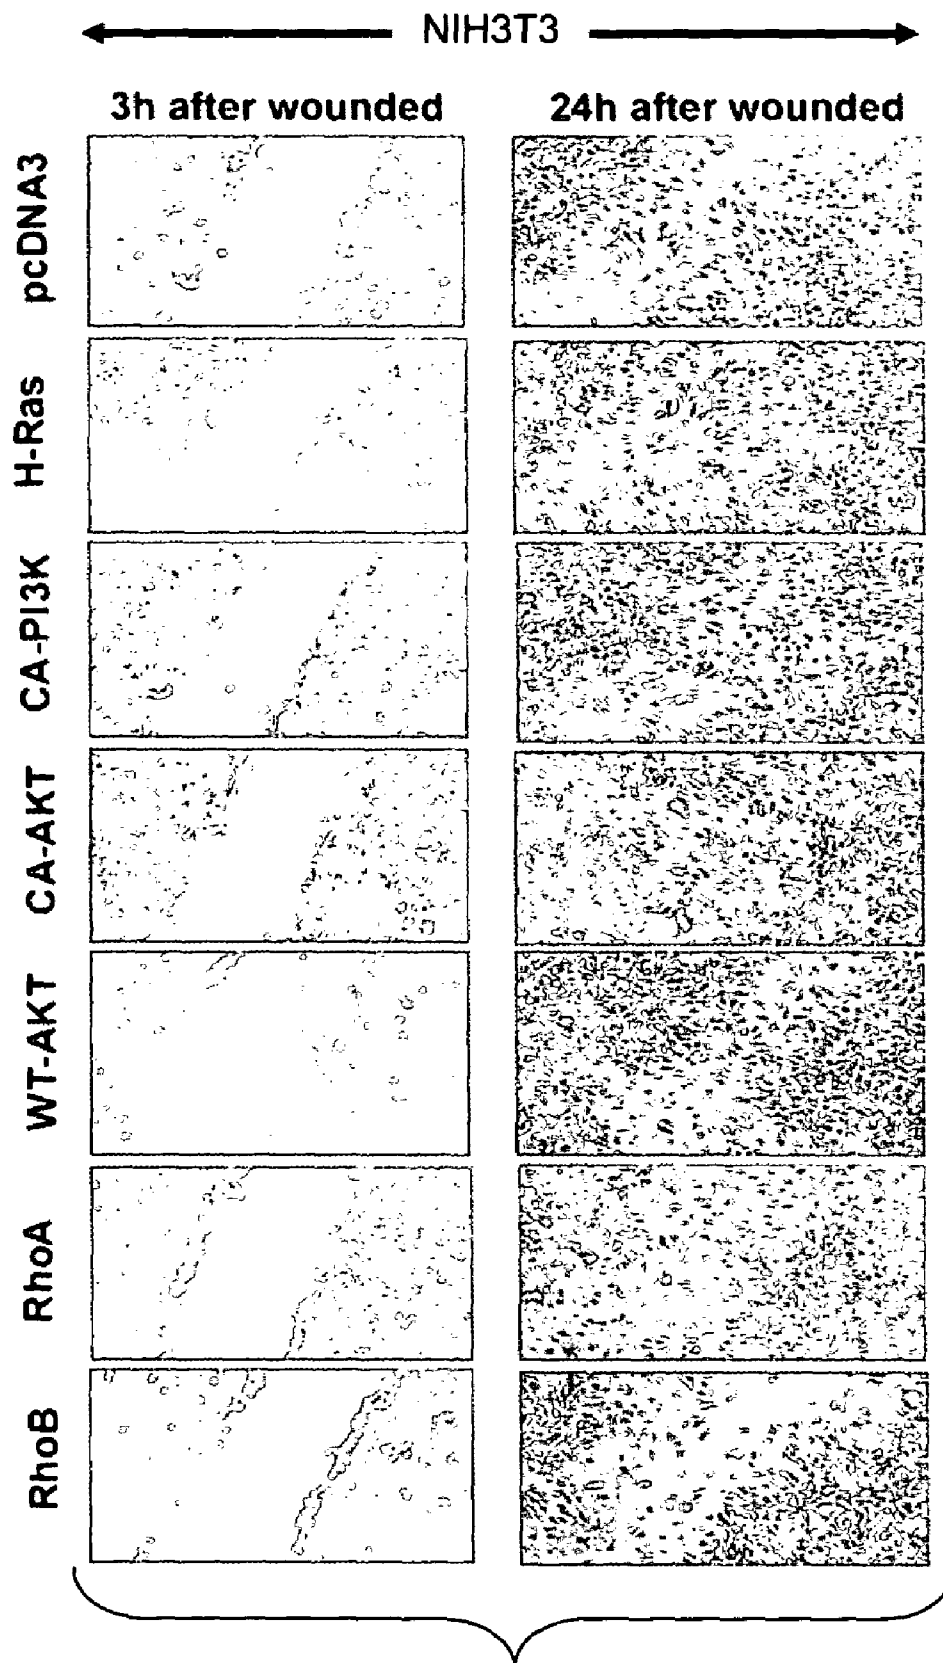 NIH3T3
3h after wounded 24h after wounded
pcDNA3
H-Ras
CA-PI3K
CA-AKT
WT-AKT
RhoA
RhoB